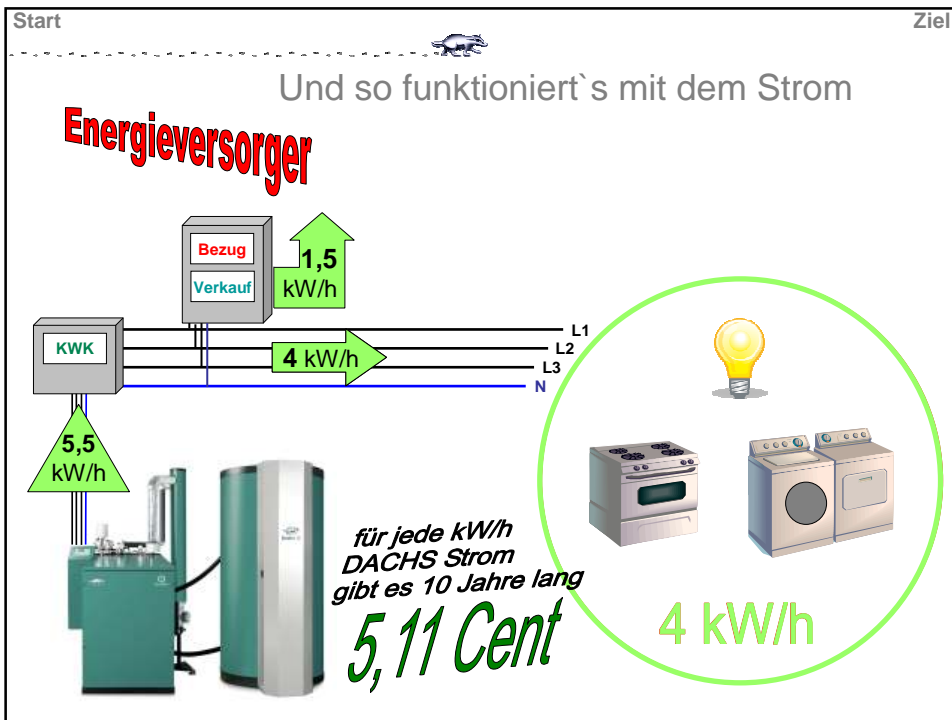 Start
Ziel
Und so funktioniert`s mit dem Strom
Energieversorger
Bezug
Verkauf
1,5
kW/h
KWK
L1
L2
L3
N
4 kW/h
5,5
kW/h
für jede kW/h
DACHS Strom
gibt es 10 Jahre lang
5,11 Cent
4 kW/h